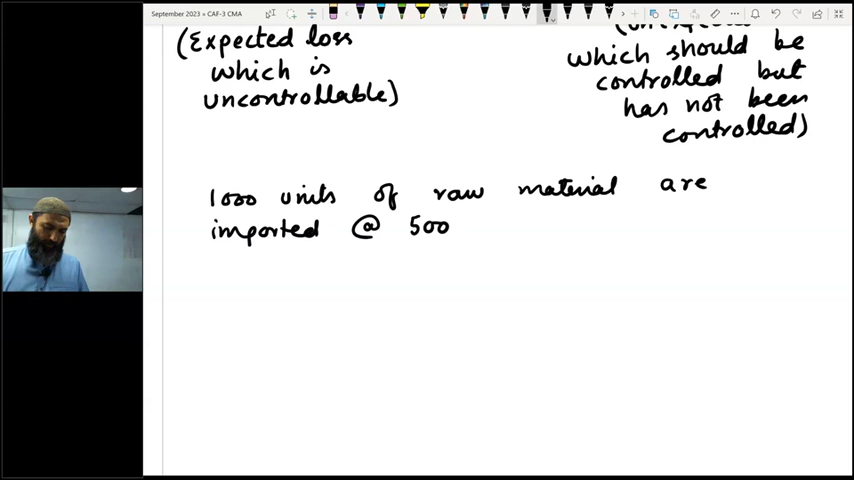 September 2023 » CAF-3 CMA
(Expected loss
which is
uncontrollable)
which should be
controlled but
has not been
controlled)
1000 units of raw material are
imported @ 500